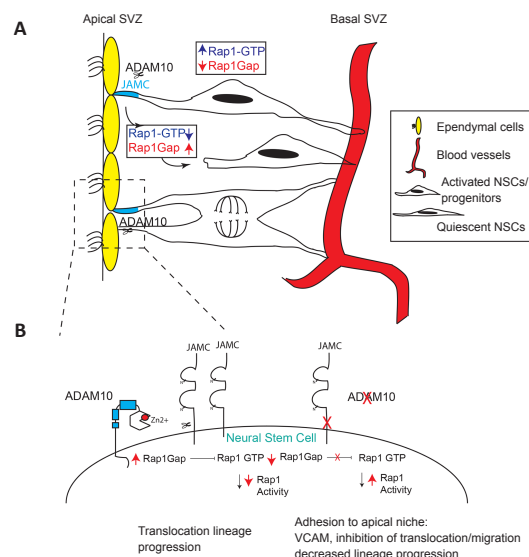 Apical SVZ
Basal SVZ
A
ADAM10
JAMC
Rap1-GTP
Rap1Gap
Rap1-GTP
Rap1Gap
ADAM10
Ependymal cells
Blood vessels
Activated NSCs/
progenitors
Quiescent NSCs
B
JAMC JAMC JAMC
ADAM10
Zn2+
ADAM10
Neural Stem Cell
Rap1Gap Rap1 GTP Rap1Gap Rap1 GTP
Rap1
Activity
Rap1
Activity
Translocation lineage
progression
Adhesion to apical niche:
VCAM, inhibition of translocation/migration
decreased lineage progression